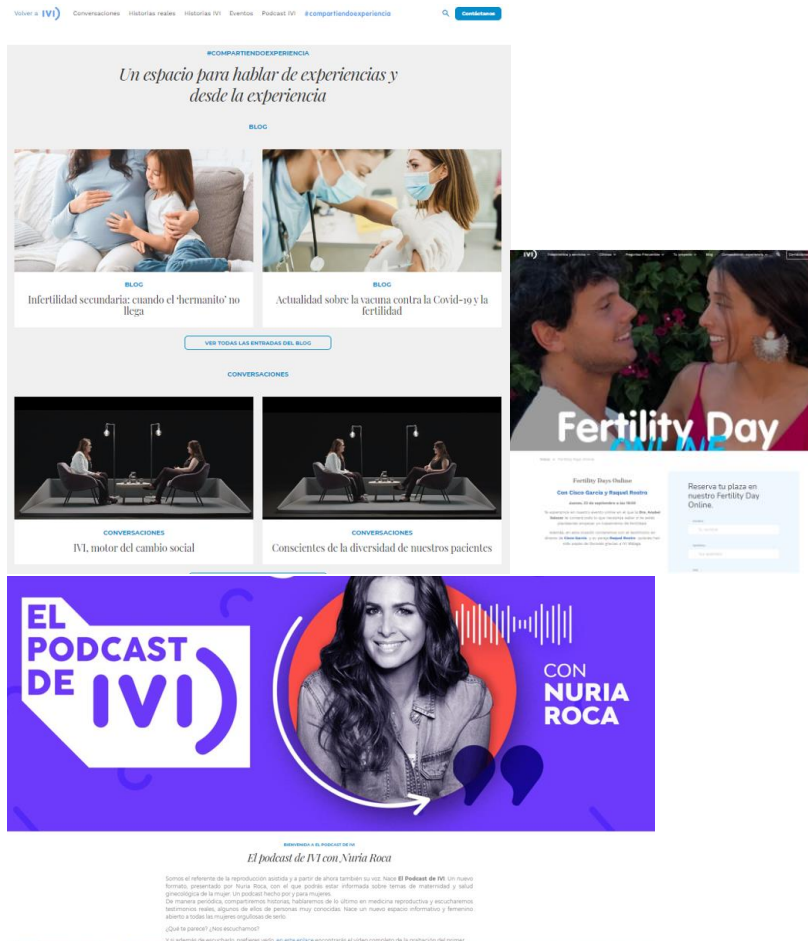 Volver a IVI) Conversaciones Historias reales Historias IVI Eventos Podcast IVI #compartiendoexperiencia Contáctanos
#COMPARTIENDOEXPERIENCIA
Un espacio para hablar de experiencias y
desde la experiencia
BLOG
BLOG
Infertilidad secundaria: cuando el ‘hermanito’ no
llega
BLOG
Actualidad sobre la vacuna contra la Covid-19 y la
fertilidad
VER TODAS LAS ENTRADAS DEL BLOG
CONVERSACIONES
CONVERSACIONES
IVI, motor del cambio social
CONVERSACIONES
Conscientes de la diversidad de nuestros pacientes
IVI) Blog
Fertility Day
ONLINE
Fertility Days Online
Con Cisco García y Raquel Rostro
Reserva tu plaza en
nuestro Fertility Day
Online.
EL
PODCAST
DE IVI)
CON
NURIA
ROCA
BIENVENIDA A EL PODCAST DE IVI
El podcast de IVI con Nuria Roca
Somos el referente de la reproducción asistida y a partir de ahora también su voz. Nace El Podcast de IVI: Un nuevo
formato, presentado por Nuria Roca, con el que podrás estar informada sobre temas de maternidad y salud
ginecológica de la mujer. Un podcast hecho por y para mujeres.
De manera periódica, compartiremos historias, hablaremos de lo último en medicina reproductiva y escucharemos
testimonios reales, algunos de ellos de personas muy conocidas. Nace un nuevo espacio informativo y femenino
abierto a todas las mujeres orgullosas de serlo.
¿Qué te parece? ¿Nos escuchamos?